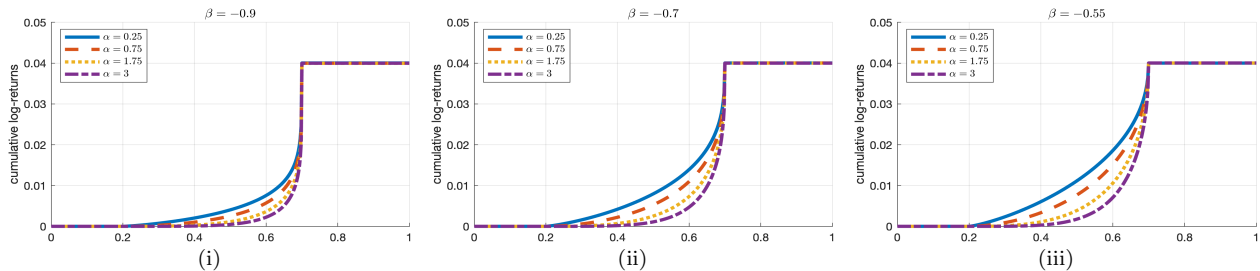 β = −0.9
cumulative log-returns
0.05
0.04
0.03
0.02
0.01
0
α = 0.25
α = 0.75
α = 1.75
α = 3
0 0.2 0.4 0.6 0.8 1
(i)
β = −0.7
cumulative log-returns
0.05
0.04
0.03
0.02
0.01
0
α = 0.25
α = 0.75
α = 1.75
α = 3
0 0.2 0.4 0.6 0.8 1
(ii)
β = −0.55
cumulative log-returns
0.05
0.04
0.03
0.02
0.01
0
α = 0.25
α = 0.75
α = 1.75
α = 3
0 0.2 0.4 0.6 0.8 1
(iii)